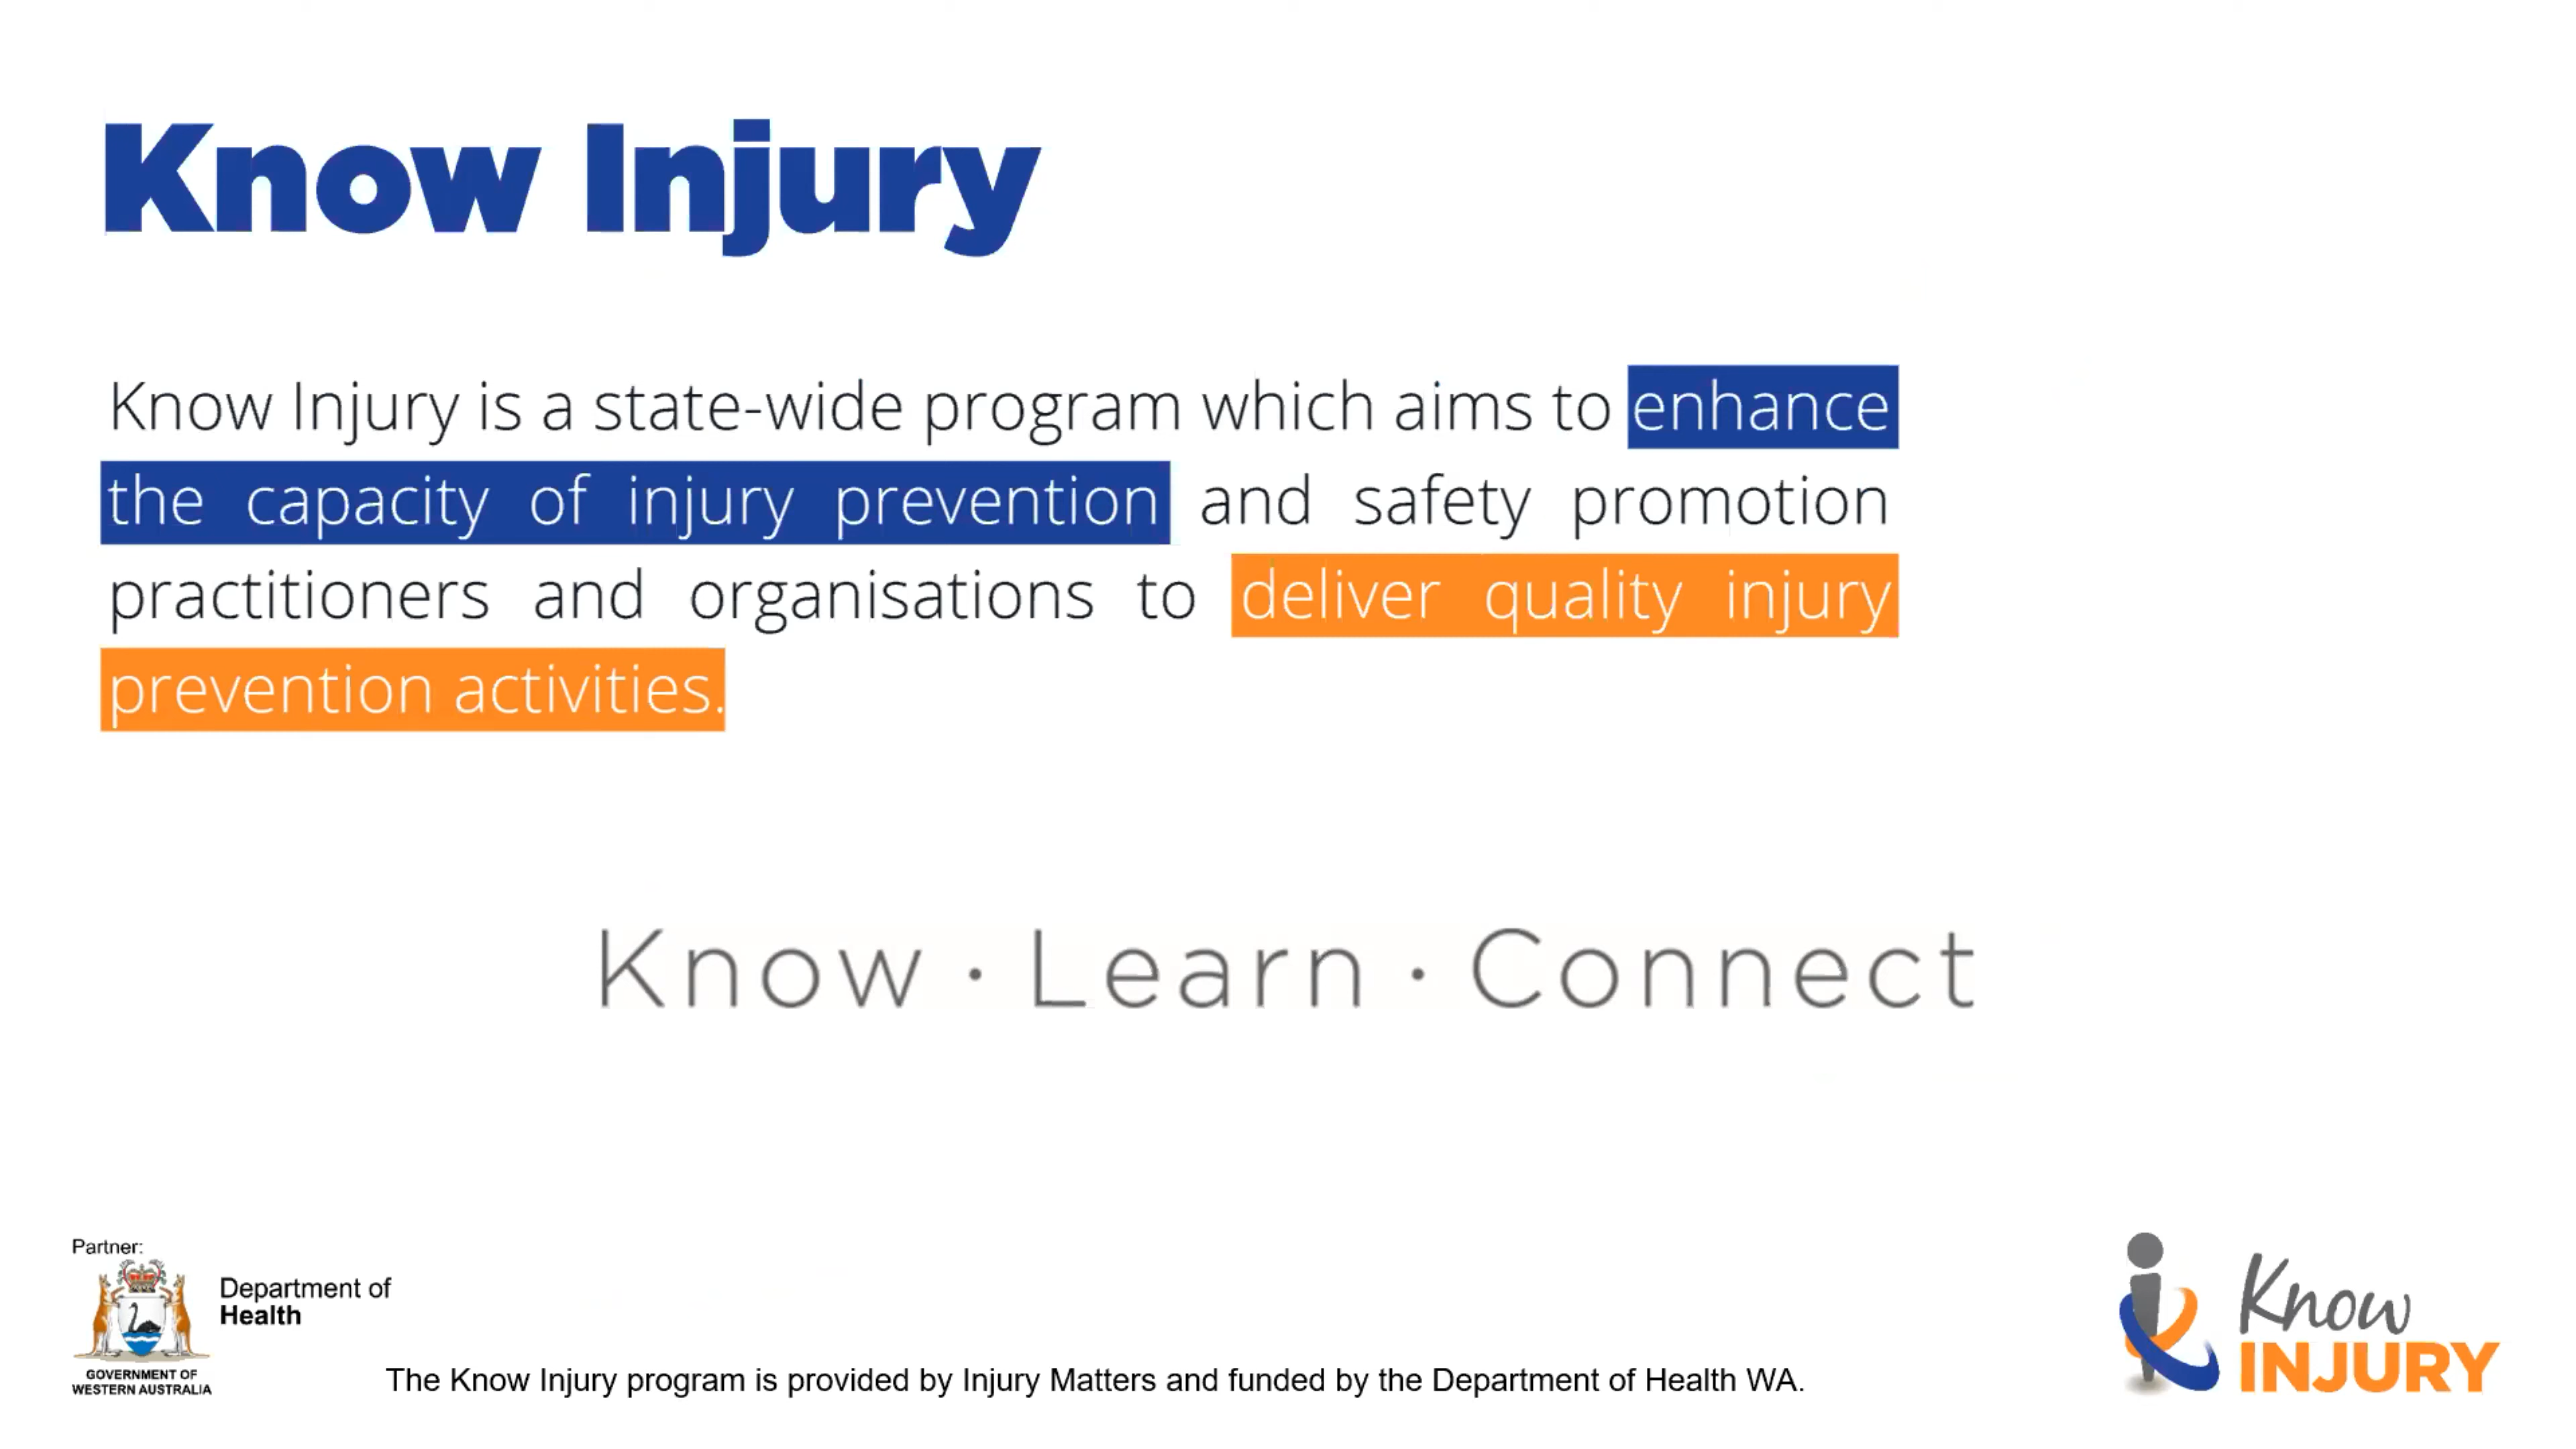 Know Injury
Know Injury is a state-wide program which aims to enhance
the capacity of injury prevention and safety promotion
practitioners and organisations to deliver quality injury
prevention activities.
Know · Learn · Connect
Partner:
Department of
Health
GOVERNMENT OF
WESTERN AUSTRALIA
The Know Injury program is provided by Injury Matters and funded by the Department of Health WA.
Know
INJURY